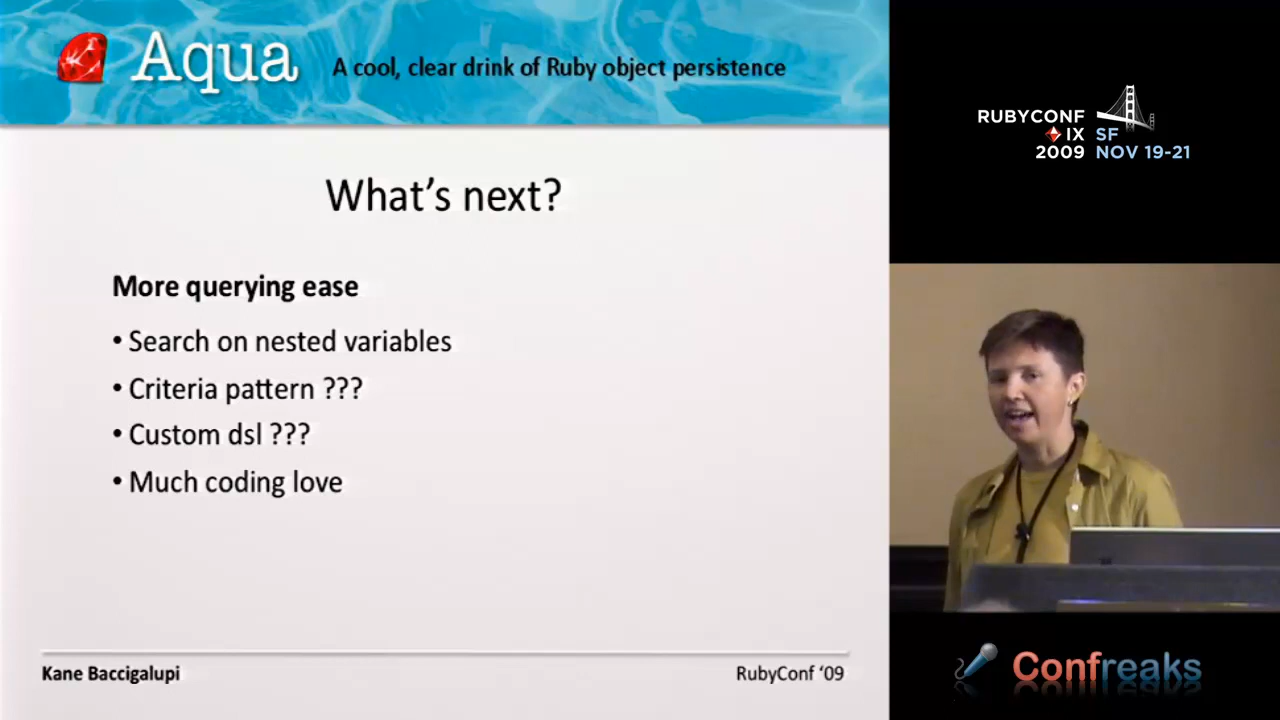 Aqua
A cool, clear drink of Ruby object persistence
What's next?
More querying ease
• Search on nested variables
• Criteria pattern ???
• Custom dsl ???
• Much coding love
Kane Baccigalupi
RubyConf '09
RUBYCONF
IX SF
2009 NOV 19-21
Confreaks